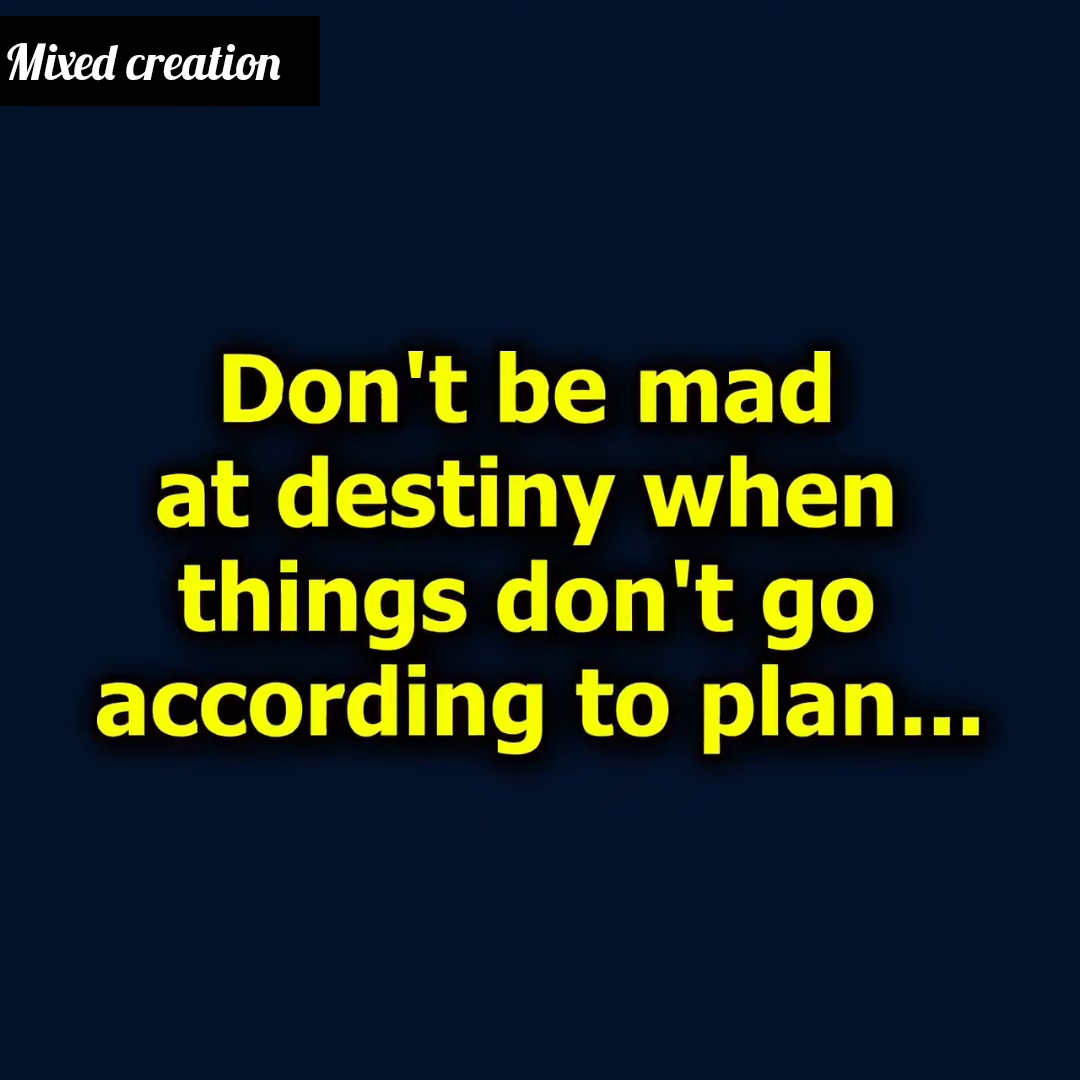 Mixed creation
Don't be mad
at destiny when
things don't go
according to plan...